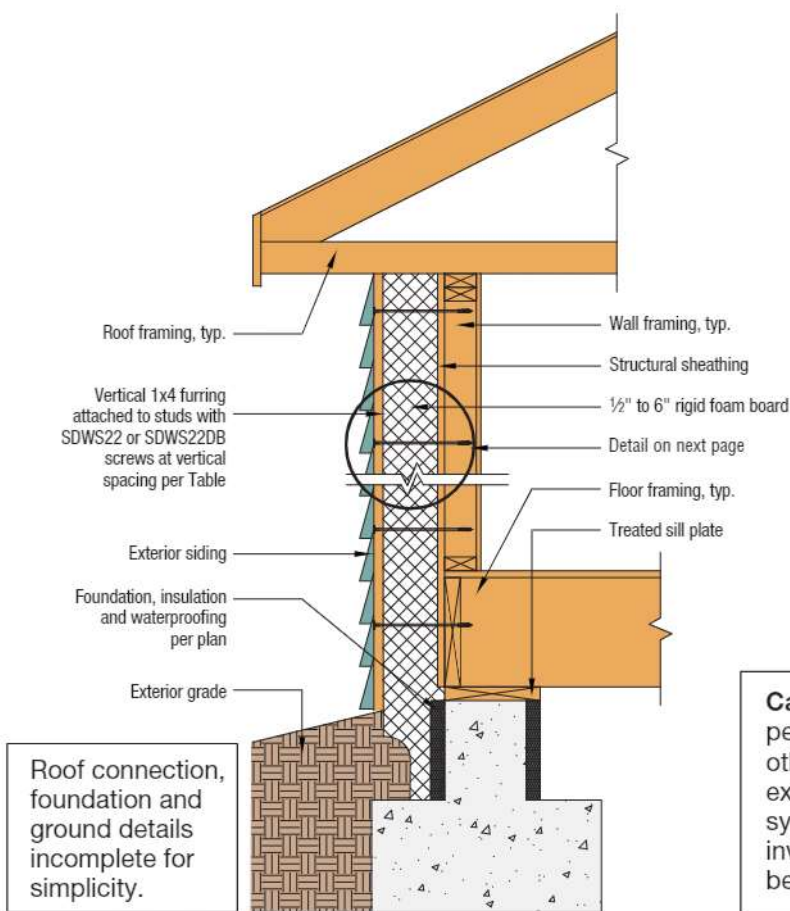 Roof framing, typ.
Vertical 1x4 furring
attached to studs with
SDWS22 or SDWS22DB
screws at vertical
spacing per Table
Exterior siding
Foundation, insulation
and waterproofing
per plan
Exterior grade
Wall framing, typ.
Structural sheathing
½" to 6" rigid foam board
Detail on next page
Floor framing, typ.
Treated sill plate
Roof connection,
foundation and
ground details
incomplete for
simplicity.